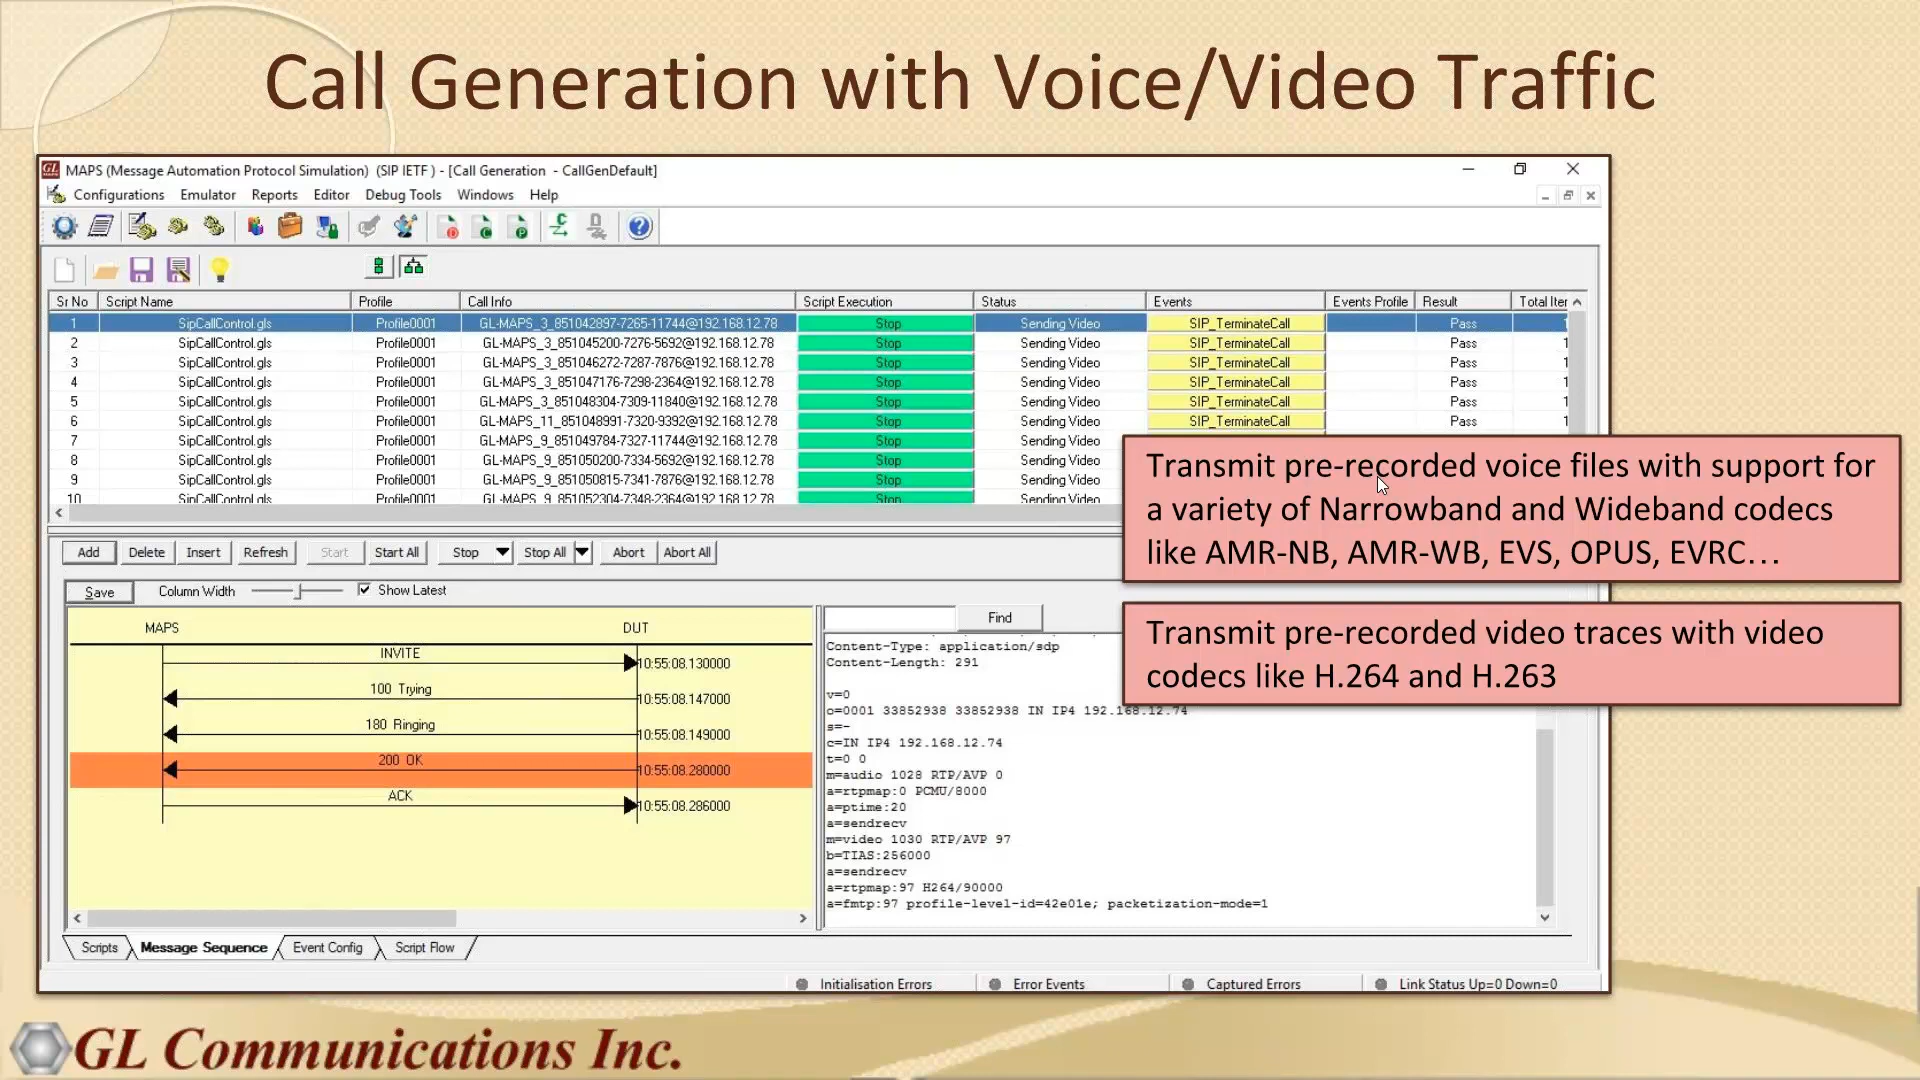 Call Generation with Voice/Video Traffic
MAPS (Message Automation Protocol Simulation) (SIP IETF ) - [Call Generation - CallGenDefault]
Configurations Emulator Reports Editor Debug Tools Windows Help
Sr No Script Name Profile Call Info Script Execution Status Events Events Profile Result Total Iter
1 SipCallControl.gls Profile0001 GL-MAPS_3_851042897-7265-11744@192.168.12.78 Stop Sending Video SIP_TerminateCall Pass 1
2 SipCallControl.gls Profile0001 GL-MAPS_3_851045200-7276-5692@192.168.12.78 Stop Sending Video SIP_TerminateCall Pass 1
3 SipCallControl.gls Profile0001 GL-MAPS_3_851046272-7287-7876@192.168.12.78 Stop Sending Video SIP_TerminateCall Pass 1
4 SipCallControl.gls Profile0001 GL-MAPS_3_851047176-7298-2364@192.168.12.78 Stop Sending Video SIP_TerminateCall Pass 1
5 SipCallControl.gls Profile0001 GL-MAPS_3_851048304-7309-11840@192.168.12.78 Stop Sending Video SIP_TerminateCall Pass 1
6 SipCallControl.gls Profile0001 GL-MAPS_11_851048991-7320-9392@192.168.12.78 Stop Sending Video SIP_TerminateCall Pass 1
7 SipCallControl.gls Profile0001 GL-MAPS_9_851049784-7327-11744@192.168.12.78 Stop Sending Video
8 SipCallControl.gls Profile0001 GL-MAPS_9_851050200-7334-5692@192.168.12.78 Stop Sending Video
9 SipCallControl.gls Profile0001 GL-MAPS_9_851050815-7341-7876@192.168.12.78 Stop Sending Video
10 SipCallControl.gls Profile0001 GL-MAPS_9_851052304-7348-2364@192.168.12.78 Stop Sending Video
Transmit pre-recorded voice files with support for
a variety of Narrowband and Wideband codecs
like AMR-NB, AMR-WB, EVS, OPUS, EVRC...
Add Delete Insert Refresh Start Start All Stop Stop All Abort Abort All
Save Column Width Show Latest
Transmit pre-recorded video traces with video
codecs like H.264 and H.263
MAPS DUT
INVITE 10:55:08.130000
100 Trying 10:55:08.147000
180 Ringing 10:55:08.149000
200 OK 10:55:08.280000
ACK 10:55:08.286000
Find
Content-Type: application/sdp
Content-Length: 291
v=0
o=0001 33852938 33852938 IN IP4 192.168.12.74
s=-
c=IN IP4 192.168.12.74
t=0 0
m=audio 1028 RTP/AVP 0
a=rtpmap:0 PCMU/8000
a=ptime:20
a=sendrecv
m=video 1030 RTP/AVP 97
b=TIAS:256000
a=sendrecv
a=rtpmap:97 H264/90000
a=fmtp:97 profile-level-id=42e01e; packetization-mode=1
Scripts Message Sequence Event Config Script Flow
Initialisation Errors Error Events Captured Errors Link Status Up=0 Down=0
GL Communications Inc.